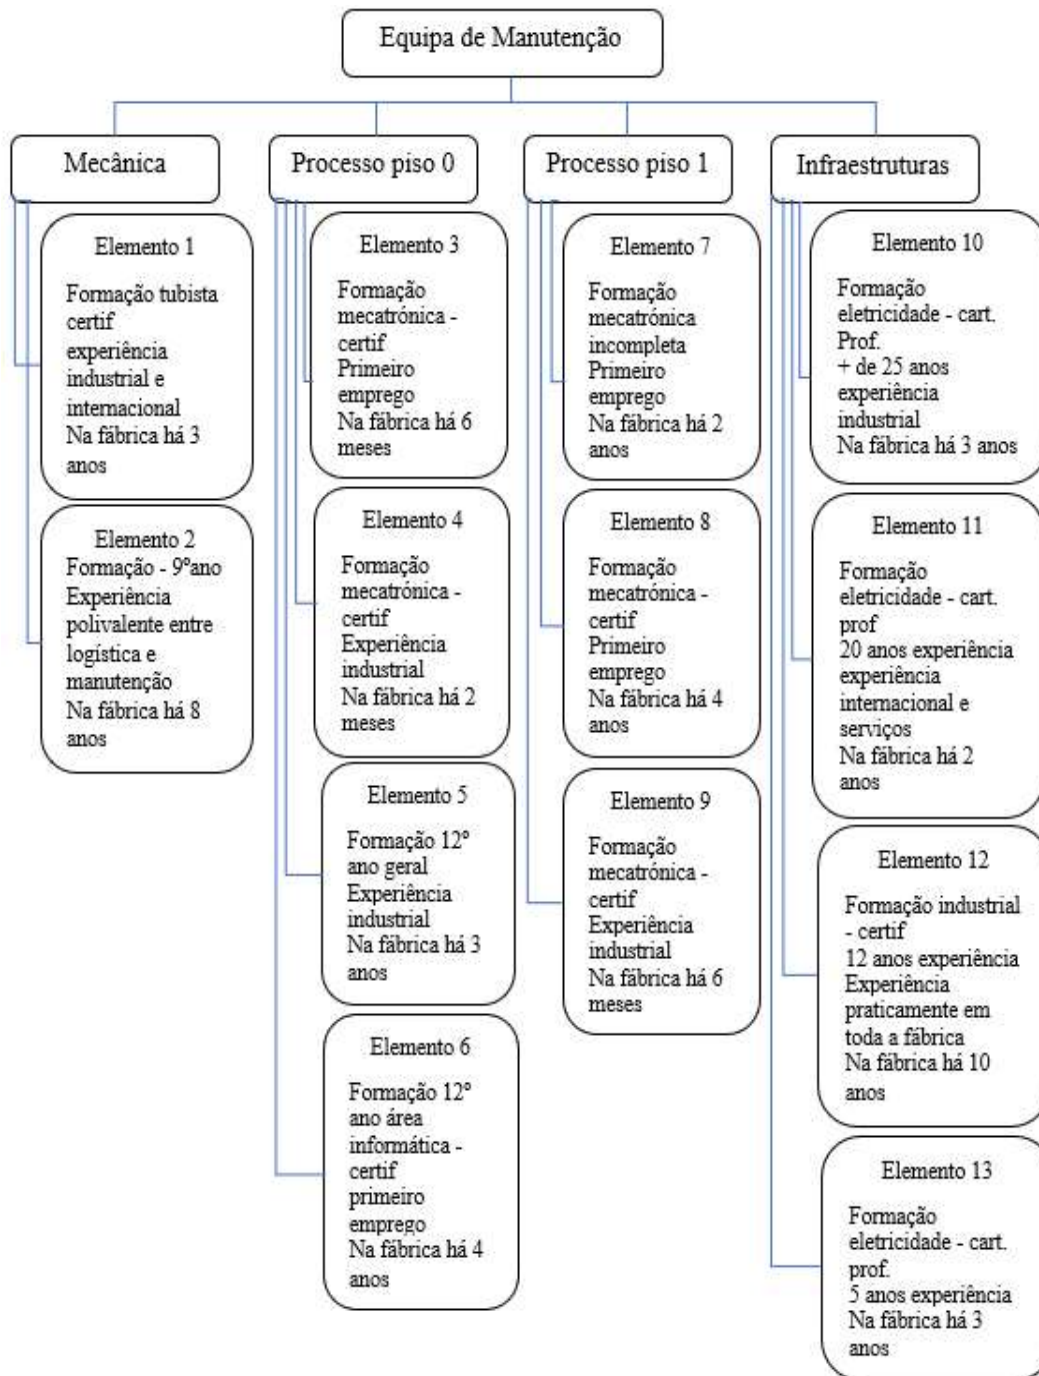 Equipa de Manutenção
Mecânica
Elemento 1
Formação tubista
certif
experiência
industrial e
internacional
Na fábrica há 3
anos
Elemento 2
Formação - 9ºano
Experiência
polivalente entre
logística e
manutenção
Na fábrica há 8
anos
Processo piso 0
Elemento 3
Formação
mecatrónica -
certif
Primeiro
emprego
Na fábrica há 6
meses
Elemento 4
Formação
mecatrónica -
certif
Experiência
industrial
Na fábrica há 2
meses
Elemento 5
Formação 12º
ano geral
Experiência
industrial
Na fábrica há 3
anos
Elemento 6
Formação 12º
ano área
informática -
certif
primeiro
emprego
Na fábrica há 4
anos
Processo piso 1
Elemento 7
Formação
mecatrónica
incompleta
Primeiro
emprego
Na fábrica há 2
anos
Elemento 8
Formação
mecatrónica -
certif
Primeiro
emprego
Na fábrica há 4
anos
Elemento 9
Formação
mecatrónica -
certif
Experiência
industrial
Na fábrica há 6
meses
Infraestruturas
Elemento 10
Formação
eletricidade - cart.
Prof.
+ de 25 anos
experiência
industrial
Na fábrica há 3 anos
Elemento 11
Formação
eletricidade - cart.
prof
20 anos experiência
experiência
internacional e
serviços
Na fábrica há 2
anos
Elemento 12
Formação industrial
- certif
12 anos experiência
Experiência
praticamente em
toda a fábrica
Na fábrica há 10
anos
Elemento 13
Formação
eletricidade - cart.
prof.
5 anos experiência
Na fábrica há 3
anos